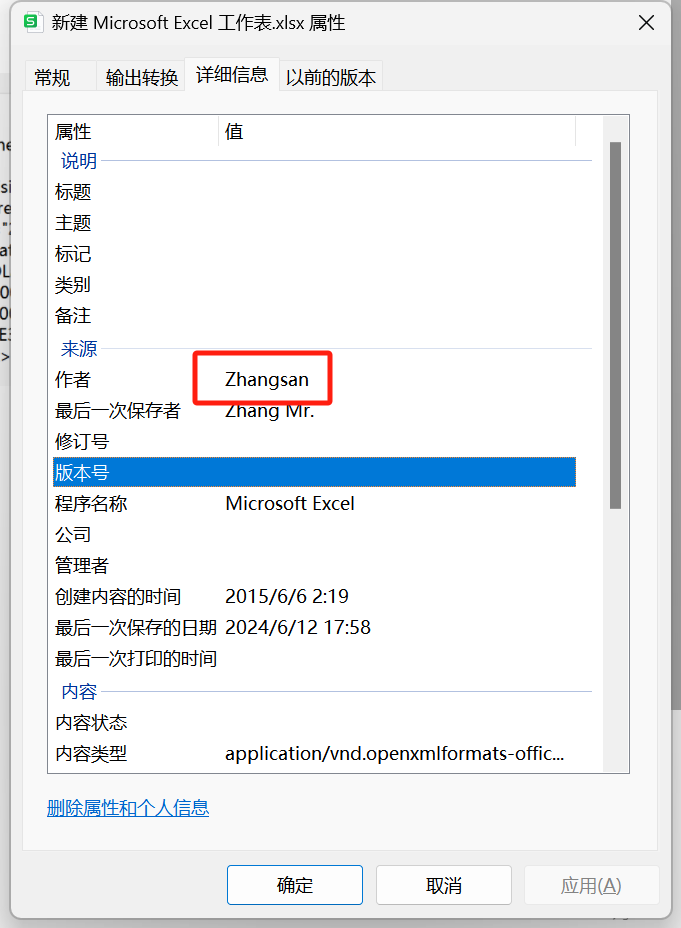 新建 Microsoft Excel 工作表.xlsx 属性
常规 输出转换 详细信息 以前的版本
属性 值
说明
标题
主题
标记
类别
备注
来源
作者 Zhangsan
最后一次保存者 Zhang Mr.
修订号
版本号
程序名称 Microsoft Excel
公司
管理者
创建内容的时间 2015/6/6 2:19
最后一次保存的日期 2024/6/12 17:58
最后一次打印的时间
内容
内容状态
内容类型 application/vnd.openxmlformats-offic...
删除属性和个人信息
确定 取消 应用(A)